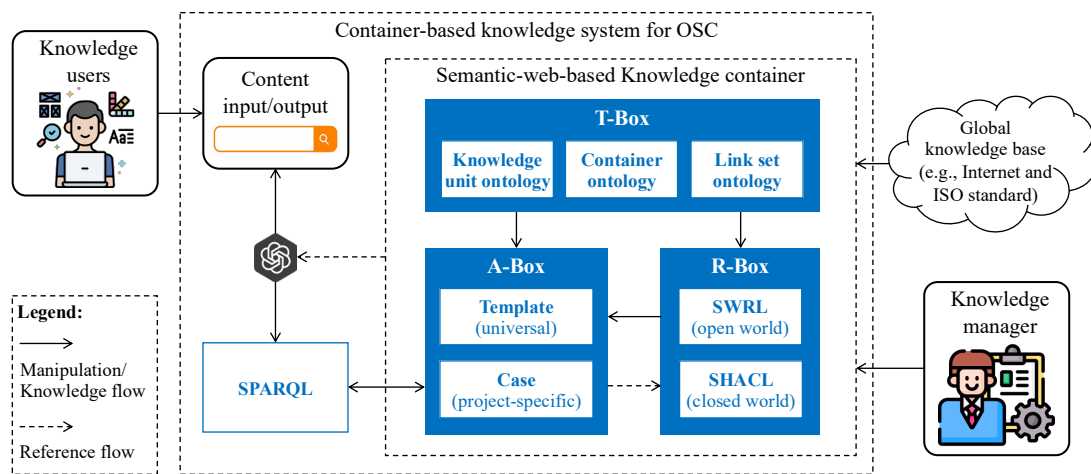 Knowledge
users
Container-based knowledge system for OSC
Content
input/output
Semantic-web-based Knowledge container
T-Box
Knowledge
unit ontology
Container
ontology
Link set
ontology
Global
knowledge base
(e.g., Internet and
ISO standard)
A-Box
Template
(universal)
Case
(project-specific)
R-Box
SWRL
(open world)
SHACL
(closed world)
SPARQL
Knowledge
manager
Legend:
Manipulation/
Knowledge flow
Reference flow
Aa